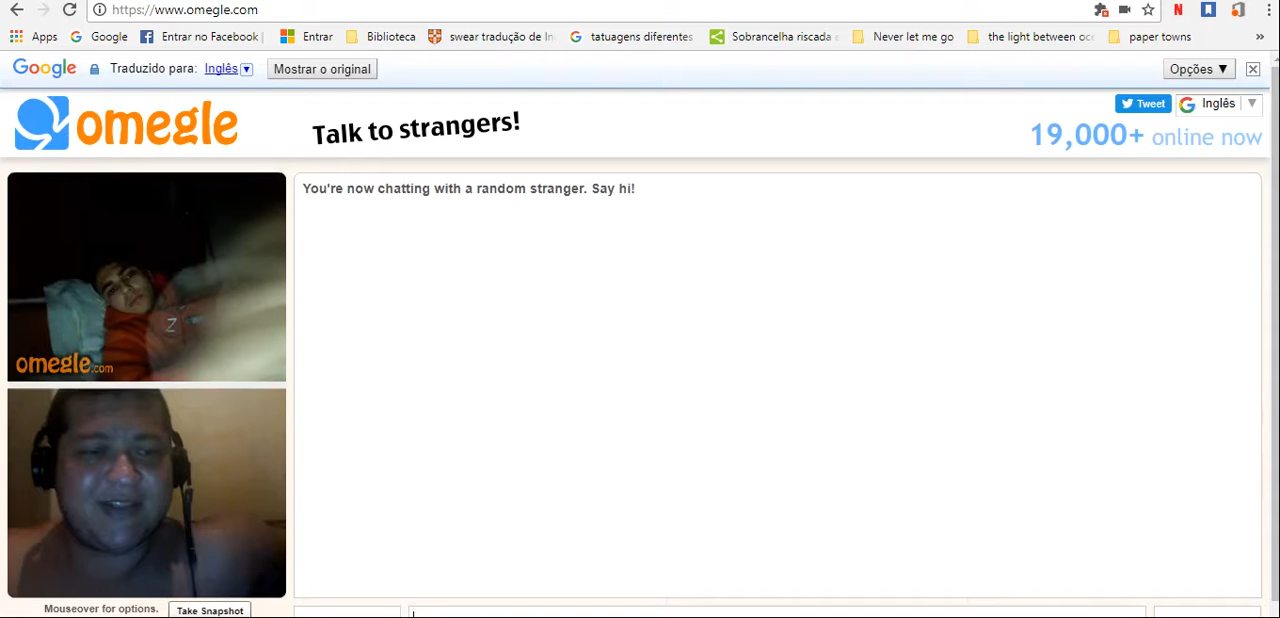 https://www.omegle.com
Apps Google Entrar no Facebook Entrar Biblioteca swear tradução de In tatuagens diferentes Sobrancelha riscada Never let me go the light between oce paper towns »
Google Traduzido para: Inglês Mostrar o original Opções ▼
omegle Talk to strangers! Tweet Inglês
19,000+ online now
You're now chatting with a random stranger. Say hi!
Z
omegle.com
Mouseover for options. Take Snapshot